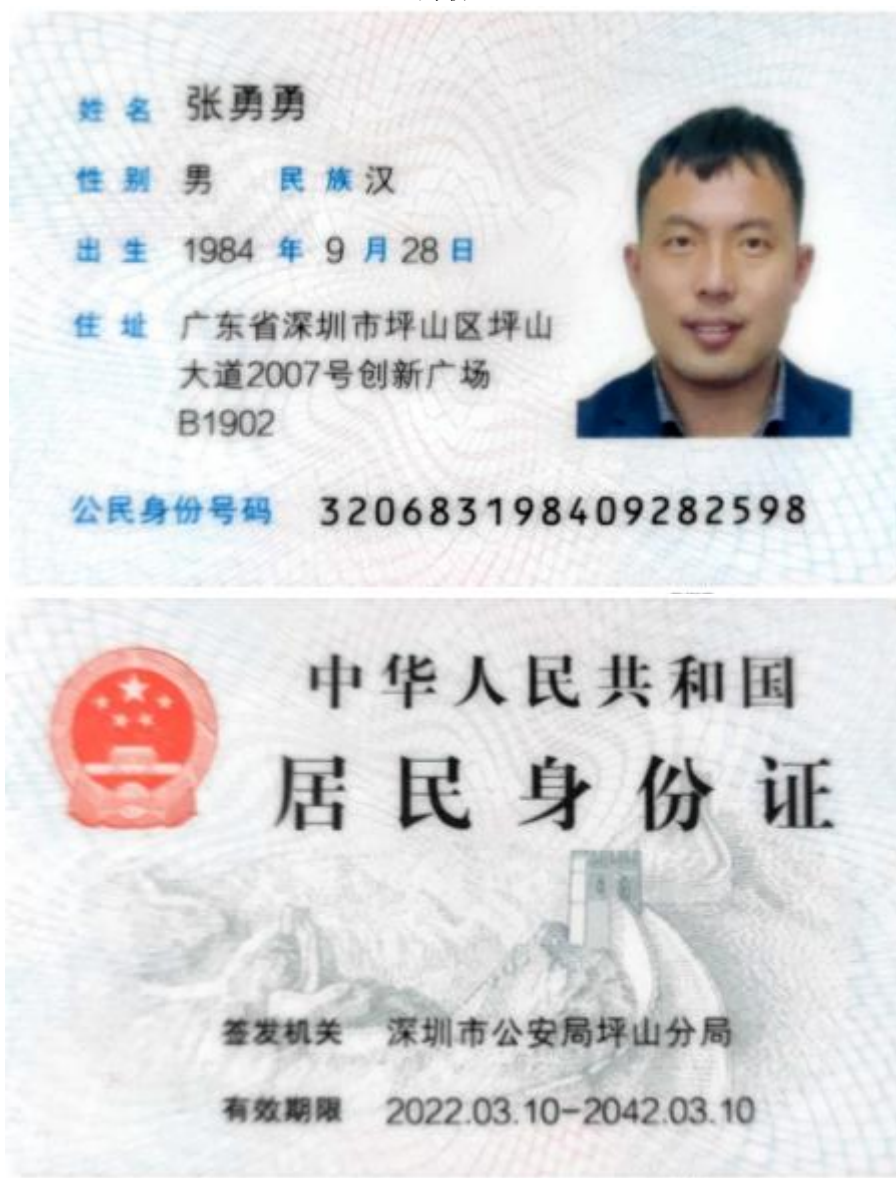 姓名 张勇勇
性别 男 民族 汉
出生 1984 年 9 月 28 日
住址 广东省深圳市坪山区坪山
大道2007号创新广场
B1902
公民身份号码 320683198409282598
中华人民共和国
居民身份证
签发机关 深圳市公安局坪山分局
有效期限 2022.03.10-2042.03.10